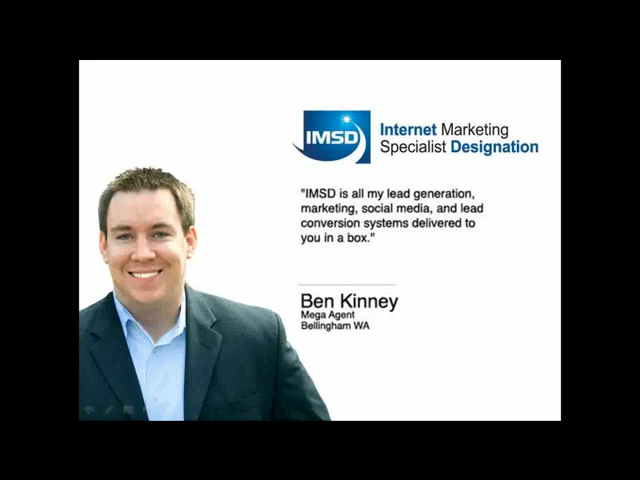 IMSD
Internet Marketing
Specialist Designation
"IMSD is all my lead generation,
marketing, social media, and lead
conversion systems delivered to
you in a box."
Ben Kinney
Mega Agent
Bellingham WA